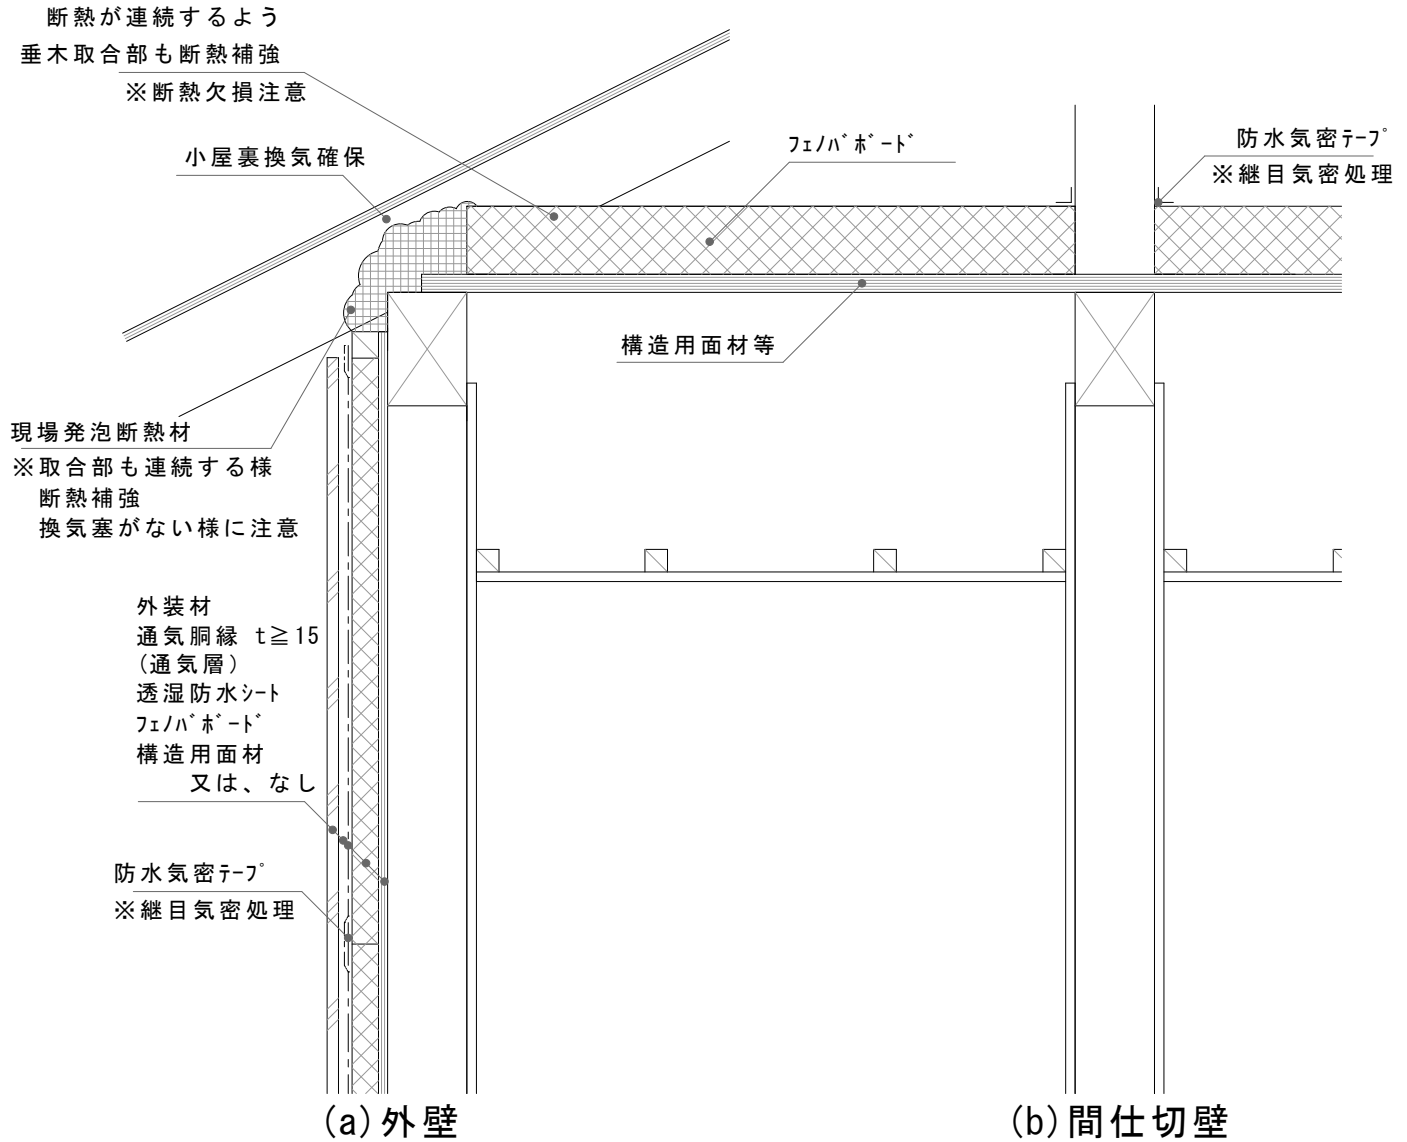 断熱が連続するよう
垂木取合部も断熱補強
※断熱欠損注意
小屋裏換気確保
フェノバボード
防水気密テープ
※継目気密処理
構造用面材等
現場発泡断熱材
※取合部も連続する様
断熱補強
換気塞がない様に注意
外装材
通気胴縁 t≧15
(通気層)
透湿防水シート
フェノバボード
構造用面材
又は、なし
防水気密テープ
※継目気密処理
(a)外壁
(b)間仕切壁